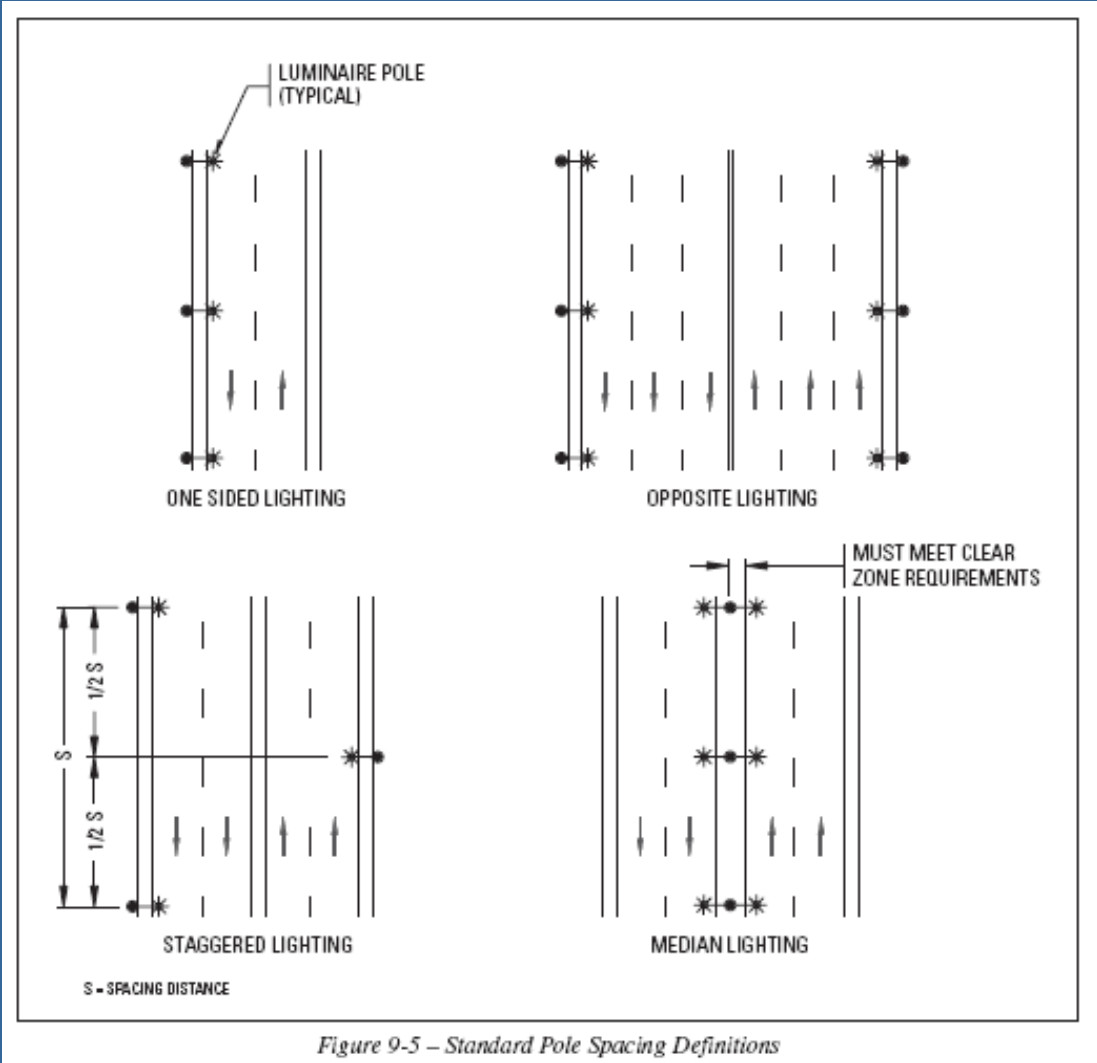 LUMINAIRE POLE
(TYPICAL)
ONE SIDED LIGHTING
OPPOSITE LIGHTING
MUST MEET CLEAR
ZONE REQUIREMENTS
1/2 S
S
1/2 S
STAGGERED LIGHTING
MEDIAN LIGHTING
S = SPACING DISTANCE
Figure 9-5 – Standard Pole Spacing Definitions